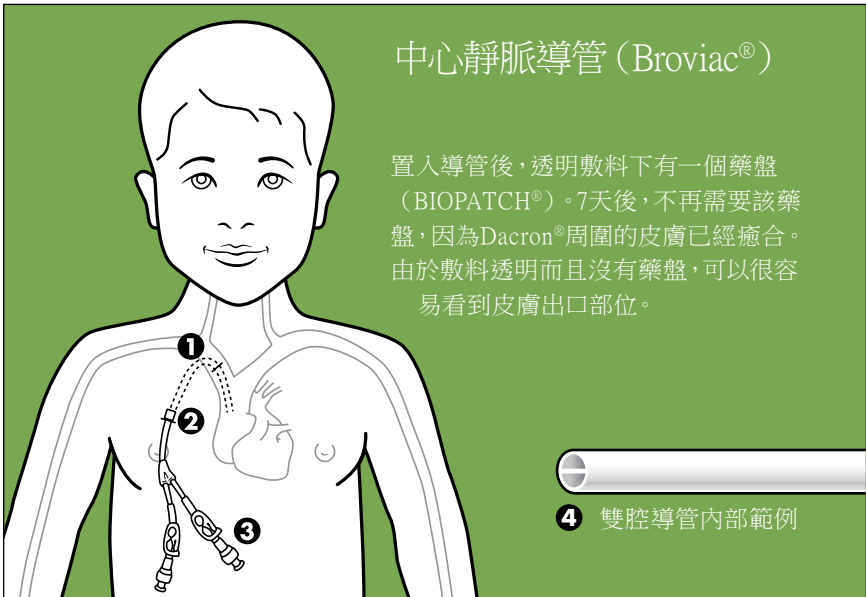 中心靜脈導管（Broviac®）
置入導管後，透明敷料下有一個藥盤
（BIOPATCH®）。7天後，不再需要該藥
盤，因為Dacron®周圍的皮膚已經癒合。
由於敷料透明而且沒有藥盤，可以很容
易看到皮膚出口部位。
1
2
3
4 雙腔導管內部範例